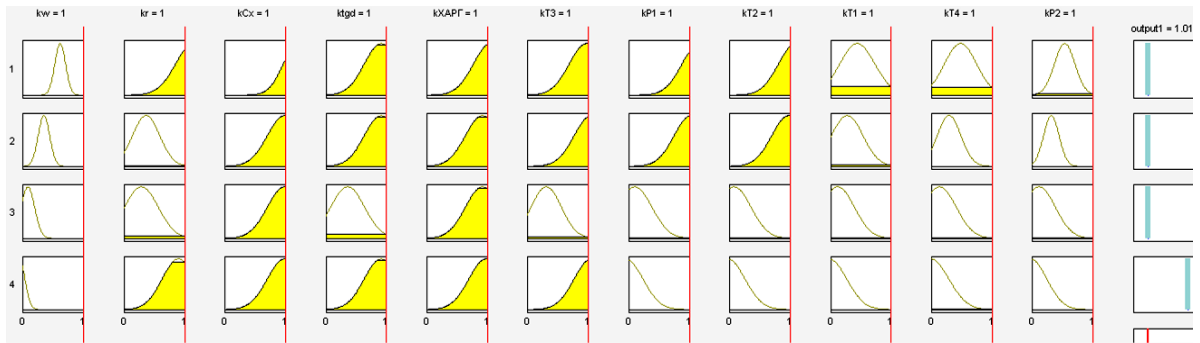 kw = 1 kr = 1 kCx = 1 ktgd = 1 kXAPГ = 1 kT3 = 1 kP1 = 1 kT2 = 1 kT1 = 1 kT4 = 1 kP2 = 1
output1 = 1.01
1
2
3
4
0 1 0 1 0 1 0 1 0 1 0 1 0 1 0 1 0 1 0 1 0 1